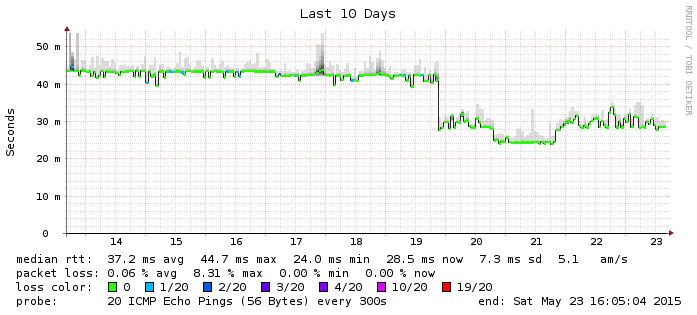 Last 10 Days
RRDTOOL / TOBI OETIKER
Seconds
50 m
40 m
30 m
20 m
10 m
0
14 15 16 17 18 19 20 21 22 23
median rtt: 37.2 ms avg 44.7 ms max 24.0 ms min 28.5 ms now 7.3 ms sd 5.1 am/s
packet loss: 0.06 % avg 8.31 % max 0.00 % min 0.00 % now
loss color: 0 1/20 2/20 3/20 4/20 10/20 19/20
probe: 20 ICMP Echo Pings (56 Bytes) every 300s end: Sat May 23 16:05:04 2015